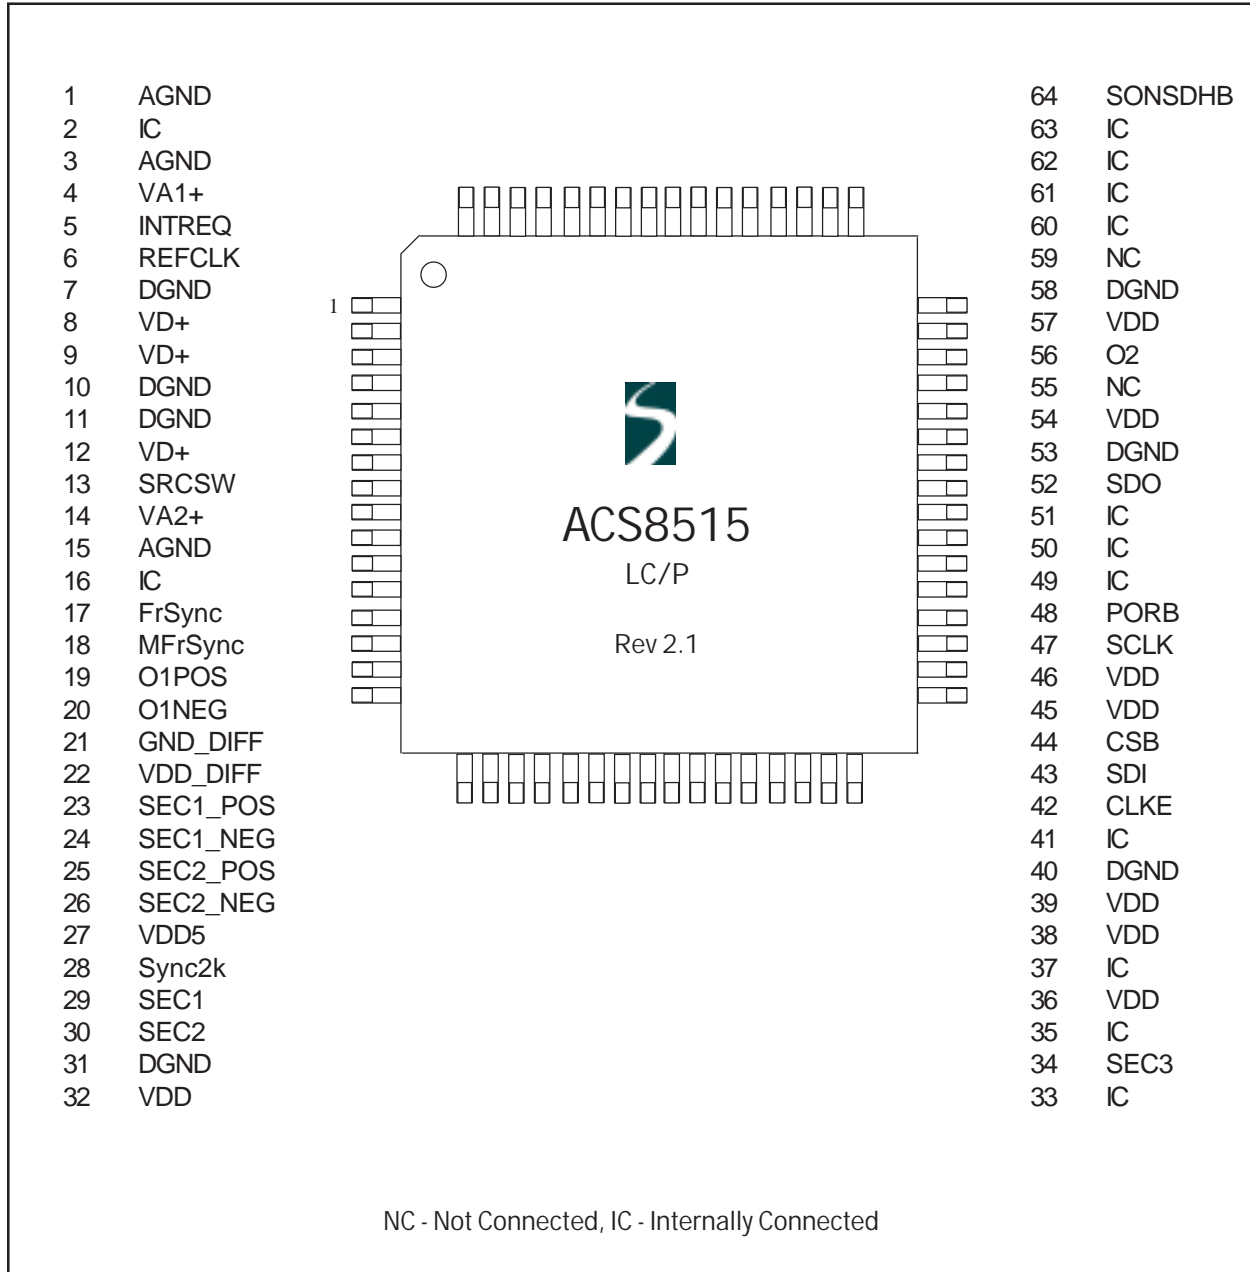 1 AGND
2 IC
3 AGND
4 VA1+
5 INTREQ
6 REFCLK
7 DGND
8 VD+
9 VD+
10 DGND
11 DGND
12 VD+
13 SRCSW
14 VA2+
15 AGND
16 IC
17 FrSync
18 MFrSync
19 O1POS
20 O1NEG
21 GND_DIFF
22 VDD_DIFF
23 SEC1_POS
24 SEC1_NEG
25 SEC2_POS
26 SEC2_NEG
27 VDD5
28 Sync2k
29 SEC1
30 SEC2
31 DGND
32 VDD
1
ACS8515
LC/P
Rev 2.1
64 SONSDHB
63 IC
62 IC
61 IC
60 IC
59 NC
58 DGND
57 VDD
56 O2
55 NC
54 VDD
53 DGND
52 SDO
51 IC
50 IC
49 IC
48 PORB
47 SCLK
46 VDD
45 VDD
44 CSB
43 SDI
42 CLKE
41 IC
40 DGND
39 VDD
38 VDD
37 IC
36 VDD
35 IC
34 SEC3
33 IC
NC - Not Connected, IC - Internally Connected